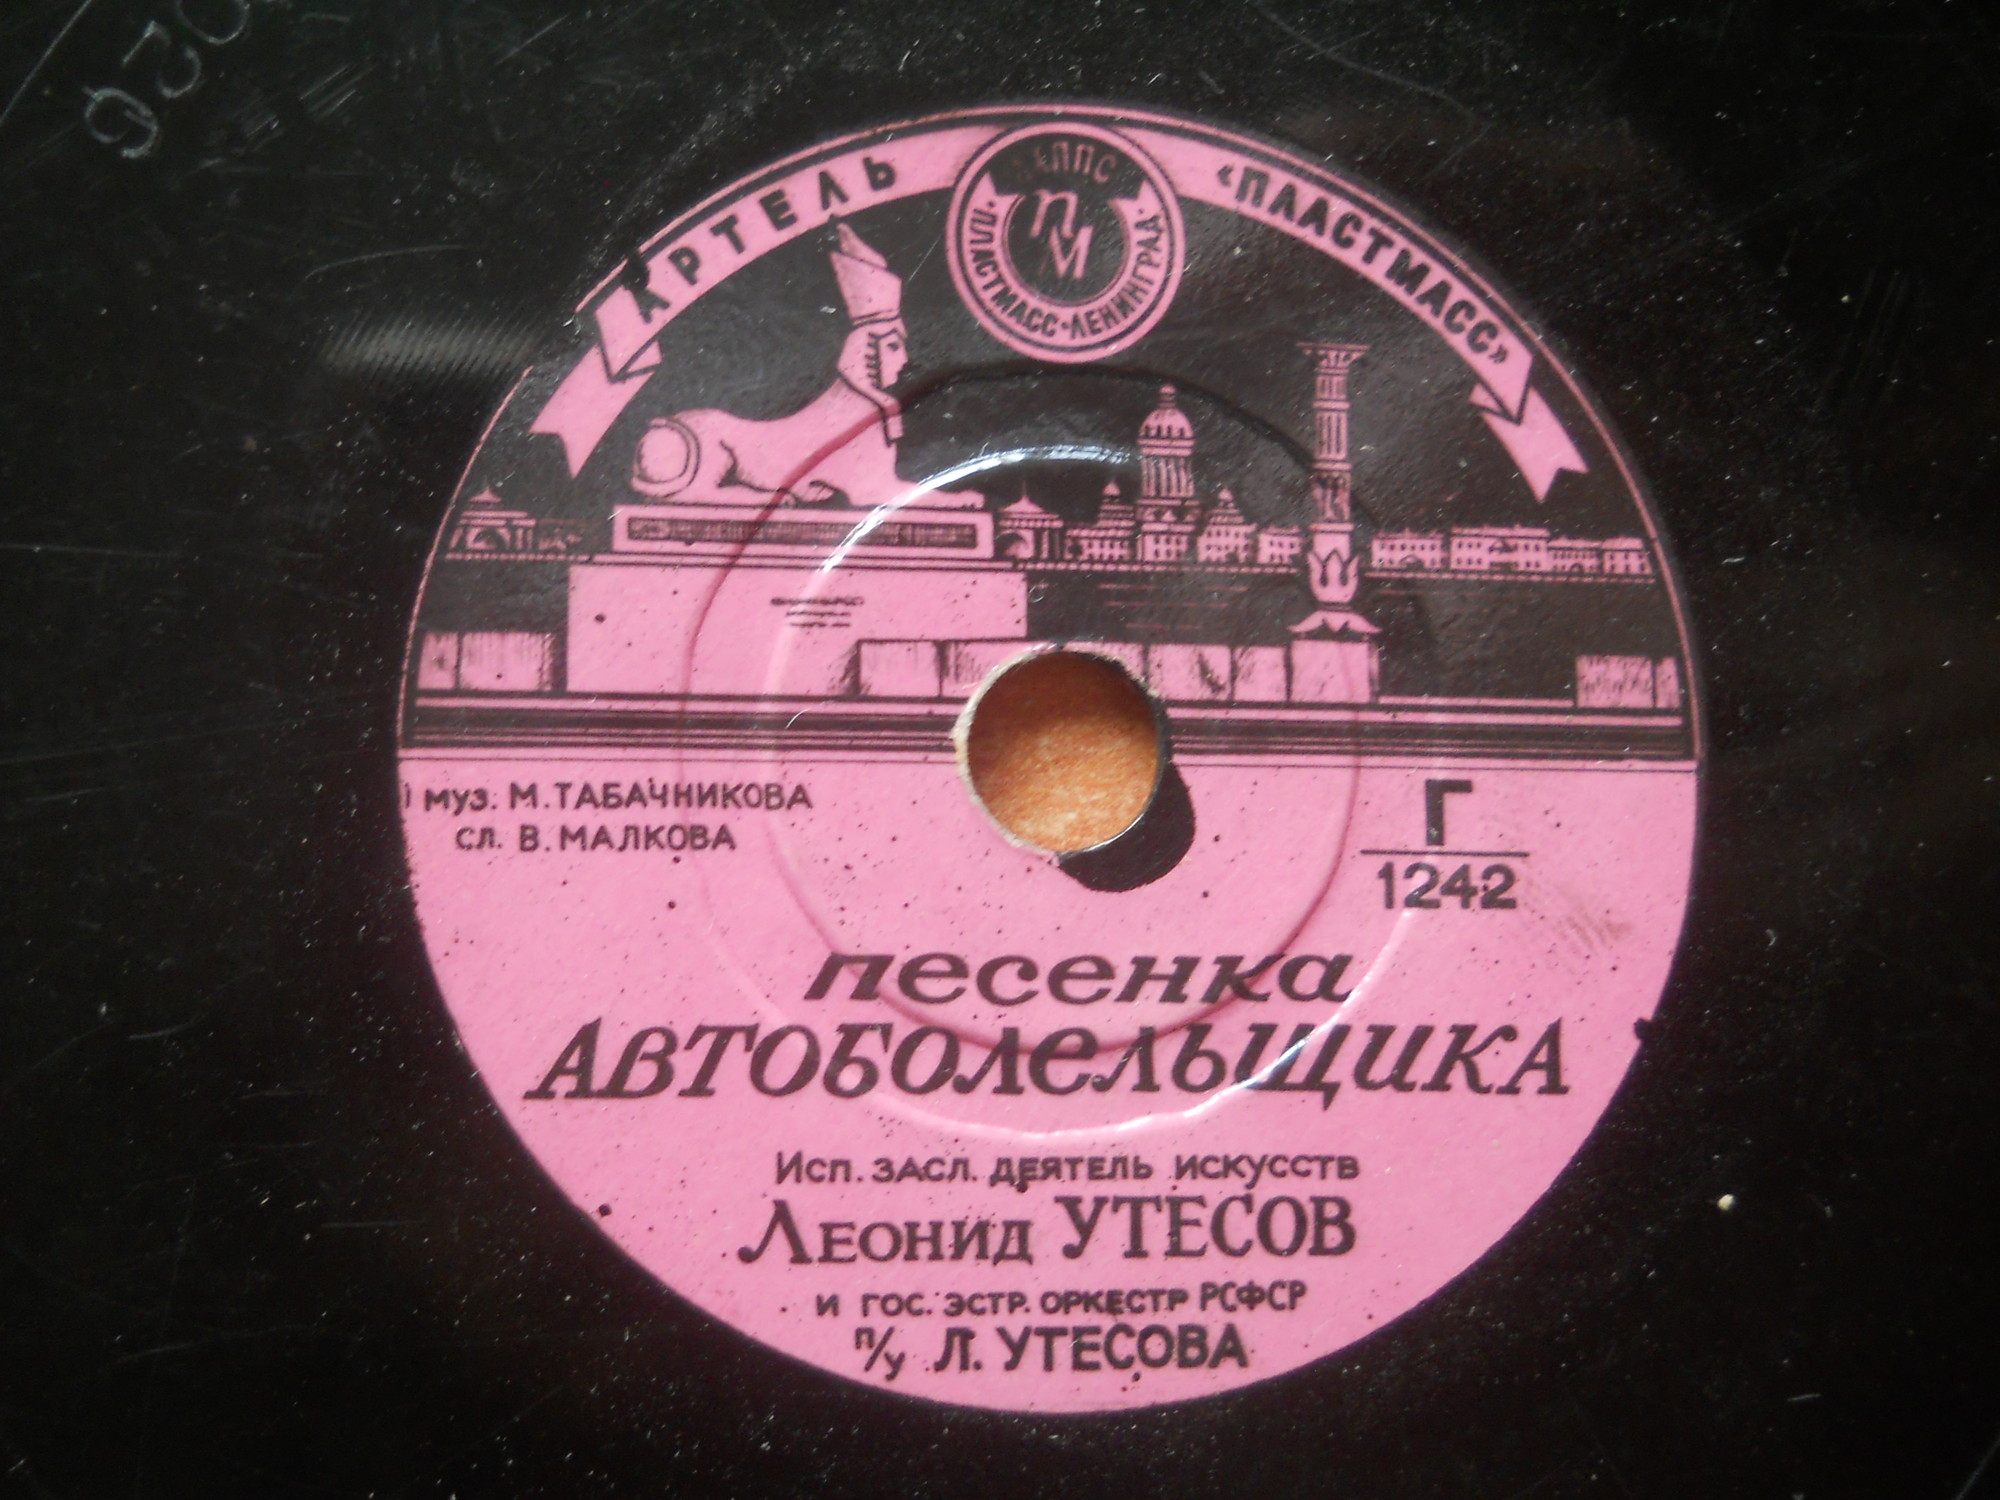 920
АРТЕЛЬ «ПЛАСТМАСС»
ПМ
ПЛАСТМАСС·ЛЕНИНГРАД
муз. М. ТАБАЧНИКОВА
сл. В. МАЛКОВА
Г
1242
песенка
АВТОБОЛЕЛЬЩИКА
Исп. засл. деятель искусств
Леонид УТЕСОВ
и гос. эстр. оркестр РСФСР
п/у Л. УТЕСОВА